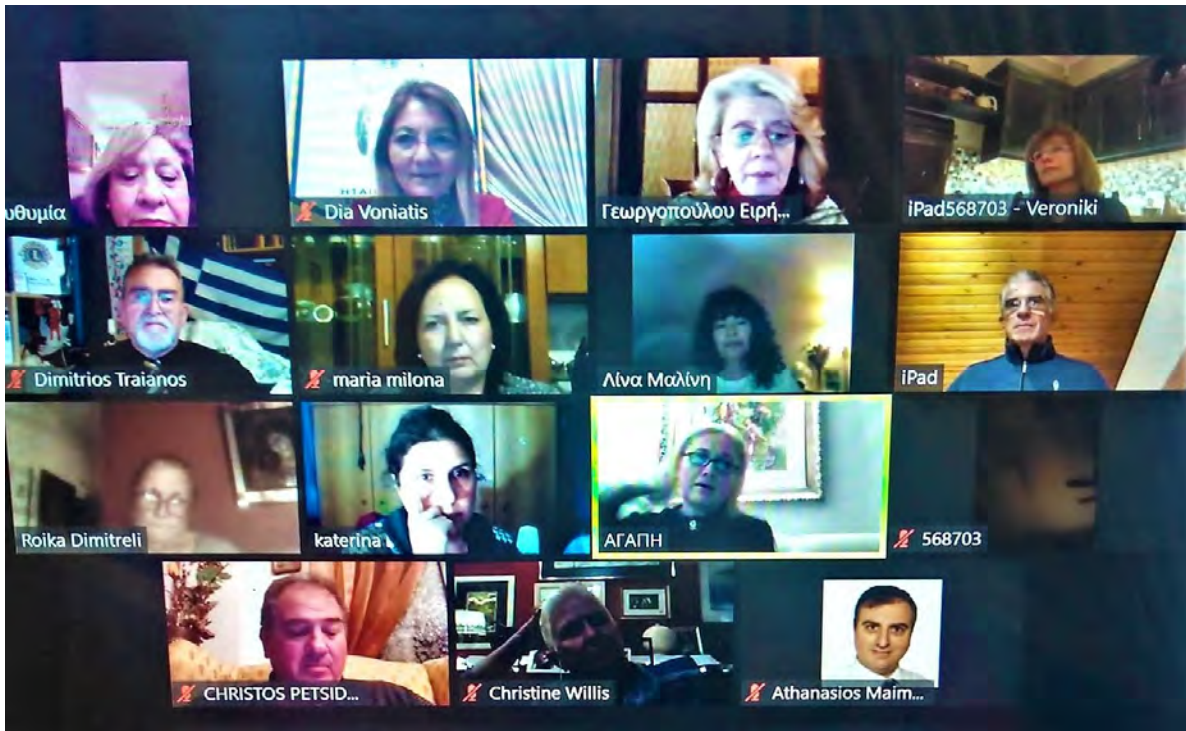 υθυμία
Dia Voniatis
Γεωργοπούλου Ειρή...
iPad568703 - Veroniki
Dimitrios Traianos
maria milona
Λίνα Μαλίνη
iPad
Roika Dimitreli
katerina
ΑΓΑΠΗ
568703
CHRISTOS PETSID...
Christine Willis
Athanasios Maim...